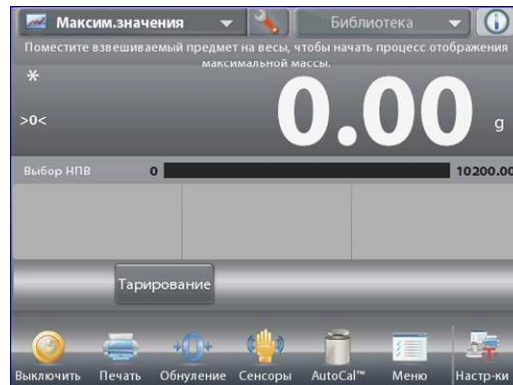 Максим.значения Библиотека
Поместите взвешиваемый предмет на весы, чтобы начать процесс отображения
максимальной массы.
*
>0< 0.00 g
Выбор НПВ 0 10200.00
Тарирование
Выключить Печать Обнуление Сенсоры AutoCal™ Меню Настр-ки